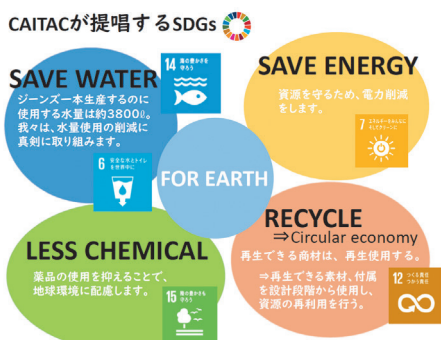 CAITACが提唱するSDGs
SAVE WATER
ジーンズ一本生産するのに
使用する水量は約3800ℓ。
我々は、水量使用の削減に
真剣に取り組みます。
14 海の豊かさを
守ろう
6 安全な水とトイレ
を世界中に
SAVE ENERGY
資源を守るため、電力削減
をします。
7 エネルギーをみんなに
そしてクリーンに
FOR EARTH
LESS CHEMICAL
薬品の使用を抑えることで、
地球環境に配慮します。
15 陸の豊かさも
守ろう
RECYCLE
⇒Circular economy
再生できる商材は、再生使用する。
⇒再生できる素材、付属
を設計段階から使用し、
資源の再利用を行う。
12 つくる責任
つかう責任